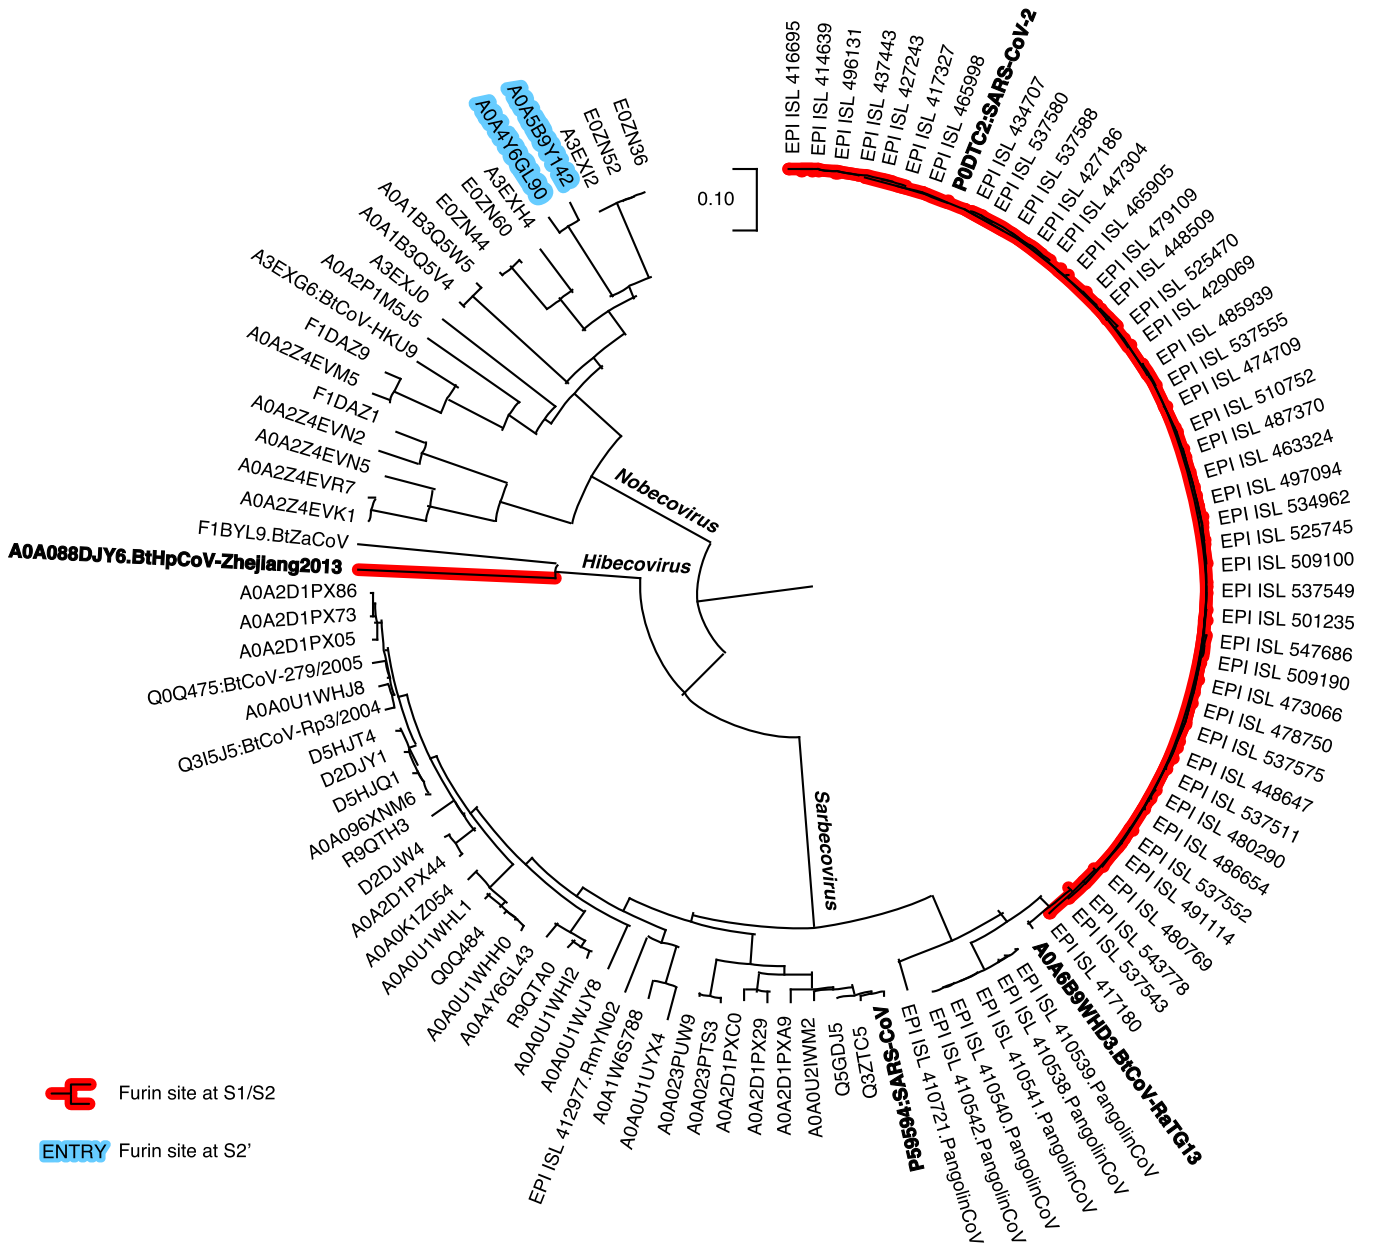 EPI ISL 416695
EPI ISL 414639
EPI ISL 496131
EPI ISL 437443
EPI ISL 427243
EPI ISL 417327
EPI ISL 465998
P0DTC2:SARS-CoV-2
EPI ISL 434707
EPI ISL 537580
EPI ISL 537588
EPI ISL 427186
EPI ISL 447304
EPI ISL 465905
EPI ISL 479109
EPI ISL 448509
EPI ISL 525470
EPI ISL 429069
EPI ISL 485939
EPI ISL 537555
EPI ISL 474709
EPI ISL 510752
EPI ISL 487370
EPI ISL 463324
EPI ISL 497094
EPI ISL 534962
EPI ISL 525745
EPI ISL 509100
EPI ISL 537549
EPI ISL 501235
EPI ISL 547686
EPI ISL 509190
EPI ISL 473066
EPI ISL 478750
EPI ISL 537575
EPI ISL 448647
EPI ISL 537511
EPI ISL 480290
EPI ISL 486654
EPI ISL 537552
EPI ISL 491114
EPI ISL 480769
EPI ISL 543778
EPI ISL 537543
EPI ISL 417180
A0A6B9WHD3.BtCoV-RaTG13
EPI ISL 410539.PangolinCoV
EPI ISL 410538.PangolinCoV
EPI ISL 410541.PangolinCoV
EPI ISL 410540.PangolinCoV
EPI ISL 410542.PangolinCoV
EPI ISL 410721.PangolinCoV
P59594:SARS-CoV
Q3ZTC5
Q5GDJ5
A0A0U2IWM2
A0A2D1PXA9
A0A2D1PX29
A0A2D1PXC0
A0A023PTS3
A0A023PUW9
A0A0U1UYX4
A0A1W6S788
EPI ISL 412977.RmYN02
A0A0U1WJY8
A0A0U1WHI2
R9QTA0
A0A4Y6GL43
A0A0U1WHH0
Q0Q484
A0A0U1WHL1
A0A0K1Z054
A0A2D1PX44
D2DJW4
R9QTH3
A0A096XNM6
D5HJQ1
D2DJY1
D5HJT4
Q3I5J5:BtCoV-Rp3/2004
A0A0U1WHJ8
Q0Q475:BtCoV-279/2005
A0A2D1PX05
A0A2D1PX73
A0A2D1PX86
A0A088DJY6.BtHpCoV-Zhejiang2013
F1BYL9.BtZaCoV
A0A2Z4EVK1
A0A2Z4EVR7
A0A2Z4EVN5
A0A2Z4EVN2
F1DAZ1
A0A2Z4EVM5
F1DAZ9
A3EXG6:BtCoV-HKU9
A0A2P1M5J5
A3EXJ0
A0A1B3Q5V4
A0A1B3Q5W5
E0ZN44
E0ZN60
A3EXH4
A0A4Y6GL90
A0A5B9Y142
A3EXI2
E0ZN52
E0ZN36
0.10
Nobecovirus
Hibecovirus
Sarbecovirus
Furin site at S1/S2
ENTRY Furin site at S2'